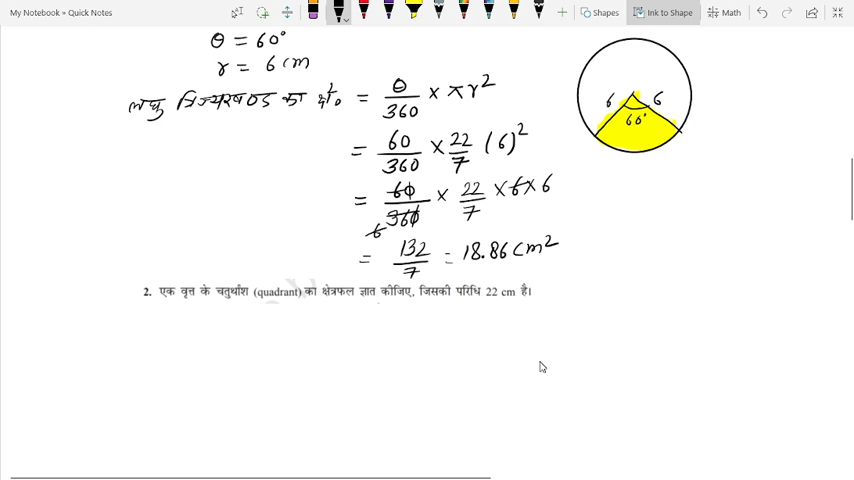 My Notebook » Quick Notes
Shapes Ink to Shape Math
θ = 60°
r = 6 cm
लघु त्रिज्यखण्ड का क्षे० = θ/360 × πr²
= 60/360 × 22/7 (6)²
= 60/360 × 22/7 × 6 × 6
6
= 132/7 = 18.86 cm²
6 6
60°
2. एक वृत्त के चतुर्थांश (quadrant) का क्षेत्रफल ज्ञात कीजिए, जिसकी परिधि 22 cm है।